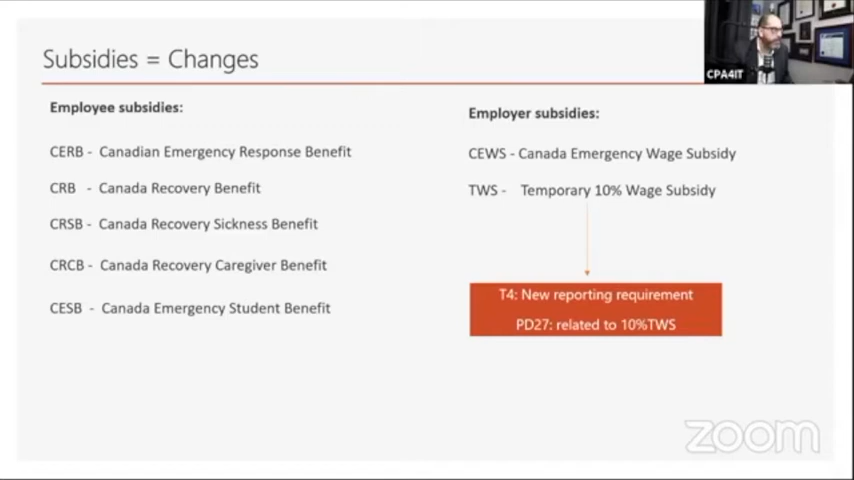 Subsidies = Changes
CPA4IT
Employee subsidies:
CERB - Canadian Emergency Response Benefit
CRB - Canada Recovery Benefit
CRSB - Canada Recovery Sickness Benefit
CRCB - Canada Recovery Caregiver Benefit
CESB - Canada Emergency Student Benefit
Employer subsidies:
CEWS - Canada Emergency Wage Subsidy
TWS - Temporary 10% Wage Subsidy
T4: New reporting requirement
PD27: related to 10%TWS
zoom